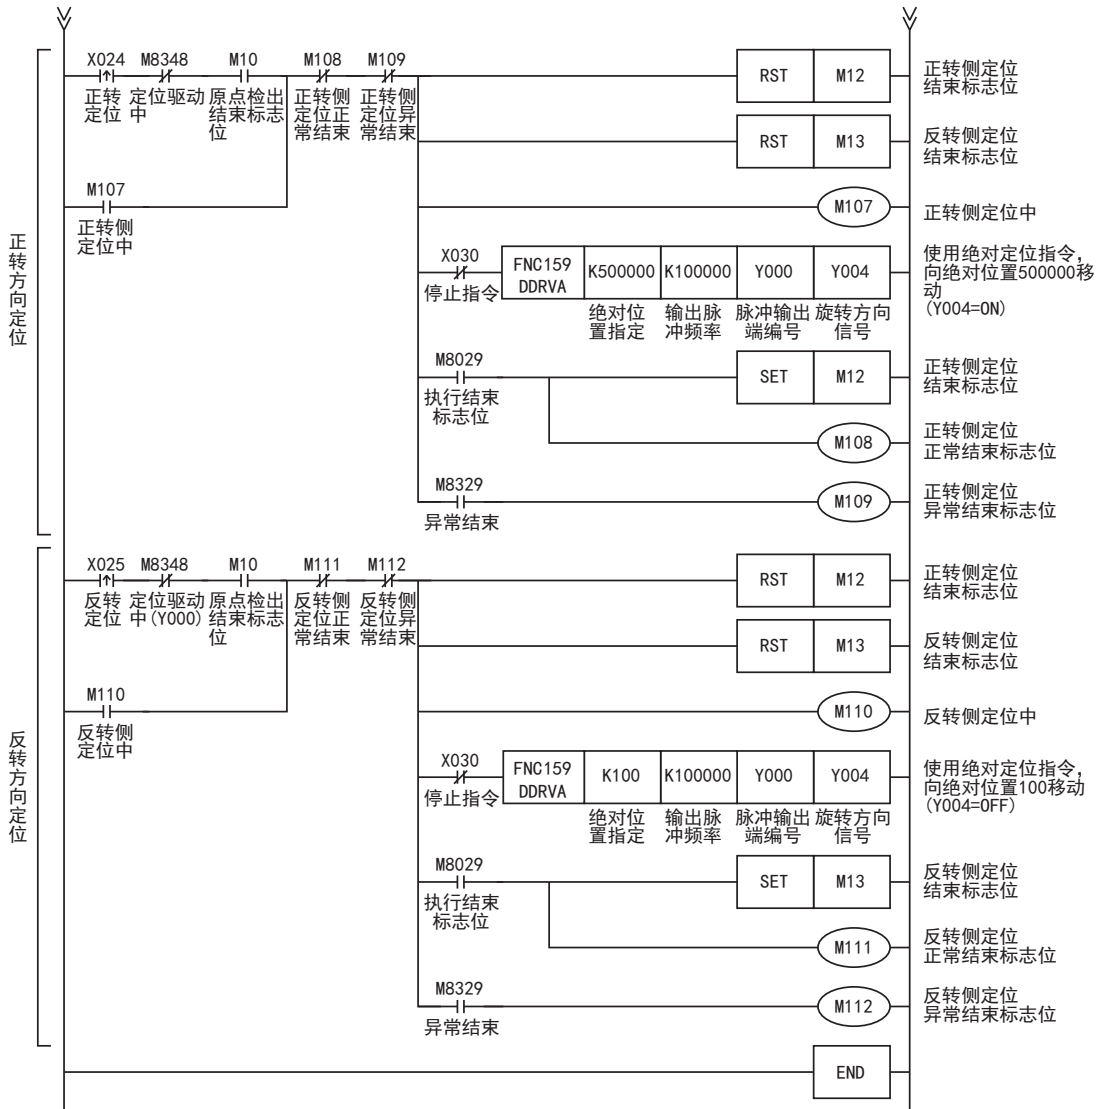 X024 M8348 M10 M108 M109
RST M12
正转侧定位
结束标志位
正转 定位驱动 原点检出 正转侧 正转侧
定位 中 结束标志 定位正 定位异
位 常结束 常结束
RST M13
反转侧定位
结束标志位
M107
正转侧
定位中
M107
正转侧定位中
正转方向定位
X030
停止指令
FNC159
DDRVA
K500000 K100000 Y000 Y004
使用绝对定位指令,
向绝对位置500000移
动
(Y004=ON)
绝对位 输出脉 脉冲输出 旋转方向
置指定 冲频率 端编号 信号
M8029
执行结束
标志位
SET M12
正转侧定位
结束标志位
M108
正转侧定位
正常结束标志位
M8329
异常结束
M109
正转侧定位
异常结束标志位
X025 M8348 M10 M111 M112
RST M12
正转侧定位
结束标志位
反转 定位驱动 原点检出 反转侧 反转侧
定位 中(Y000) 结束标志 定位正 定位异
位 常结束 常结束
RST M13
反转侧定位
结束标志位
M110
反转侧
定位中
M110
反转侧定位中
反转方向定位
X030
停止指令
FNC159
DDRVA
K100 K100000 Y000 Y004
使用绝对定位指令,
向绝对位置100移动
(Y004=OFF)
绝对位 输出脉 脉冲输出 旋转方向
置指定 冲频率 端编号 信号
M8029
执行结束
标志位
SET M13
反转侧定位
结束标志位
M111
反转侧定位
正常结束标志位
M8329
异常结束
M112
反转侧定位
异常结束标志位
END